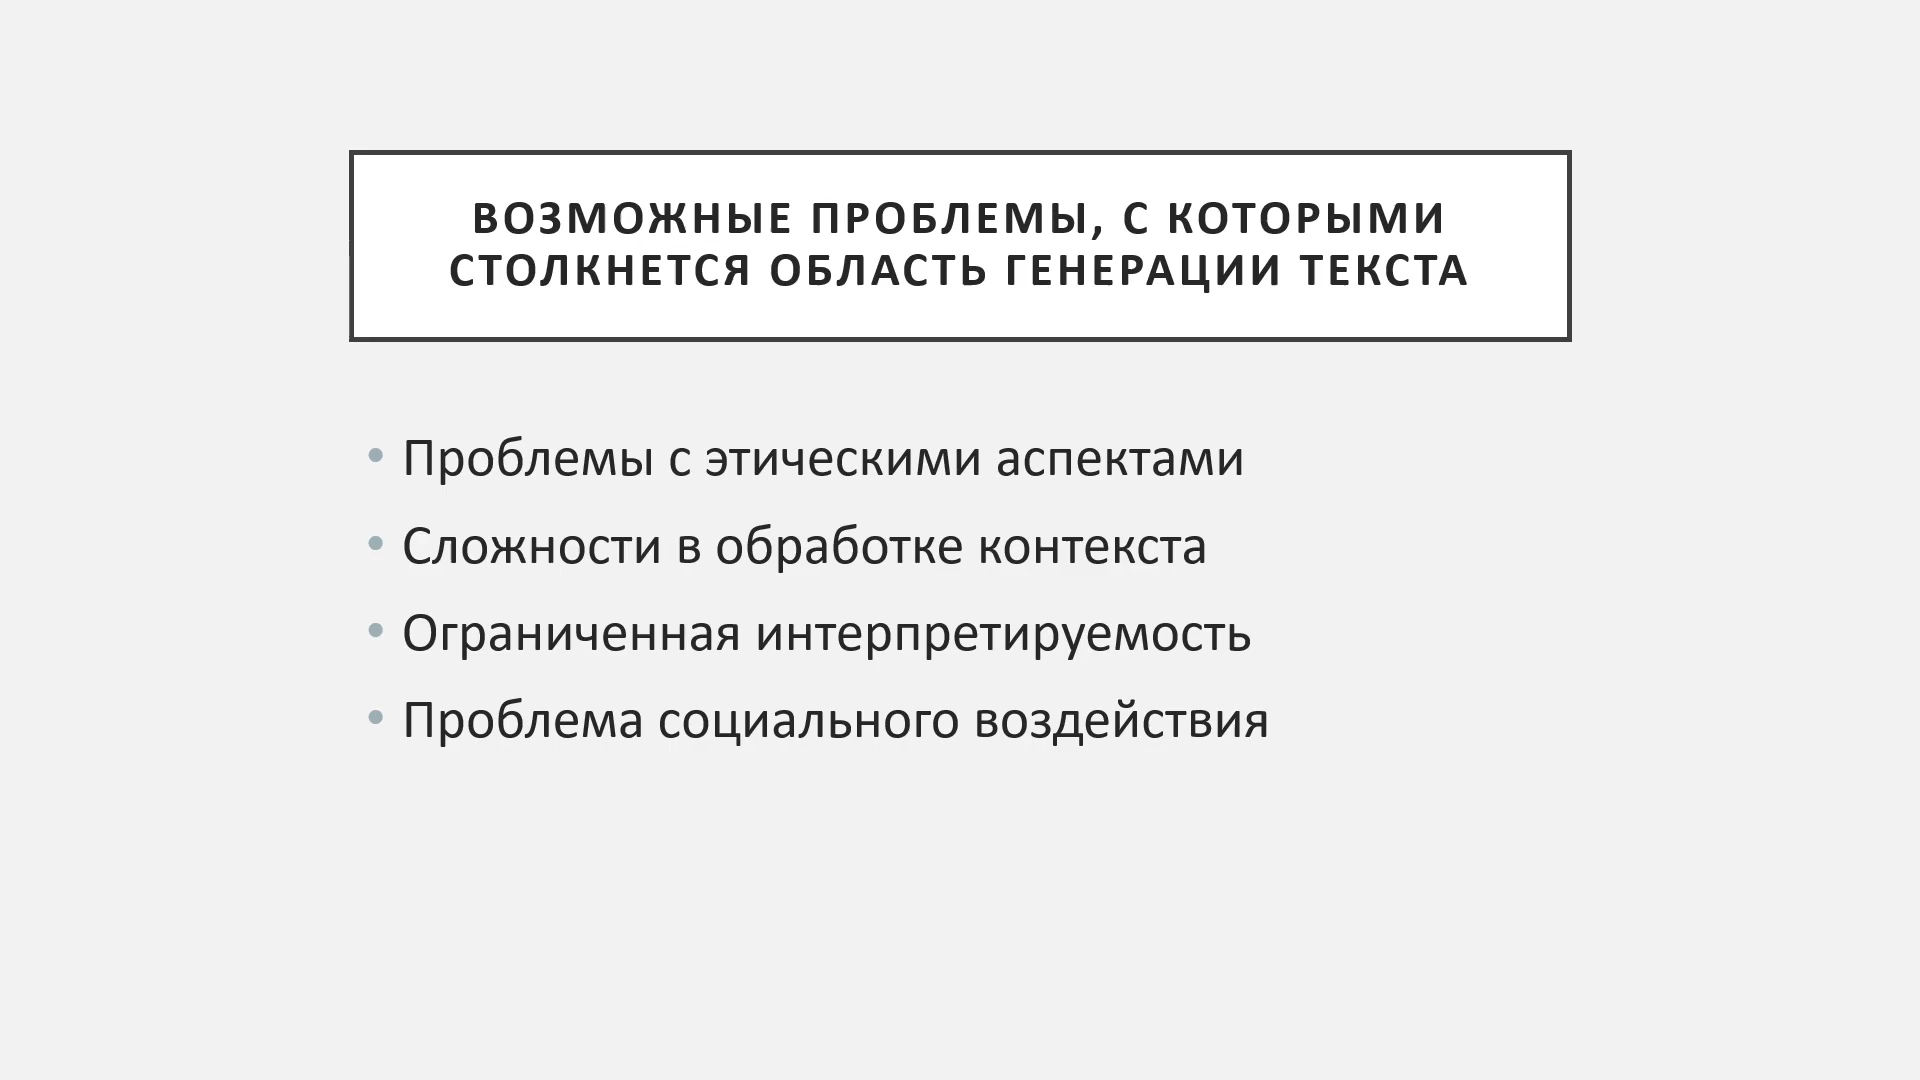 ВОЗМОЖНЫЕ ПРОБЛЕМЫ, С КОТОРЫМИ
СТОЛКНЕТСЯ ОБЛАСТЬ ГЕНЕРАЦИИ ТЕКСТА
• Проблемы с этическими аспектами
• Сложности в обработке контекста
• Ограниченная интерпретируемость
• Проблема социального воздействия